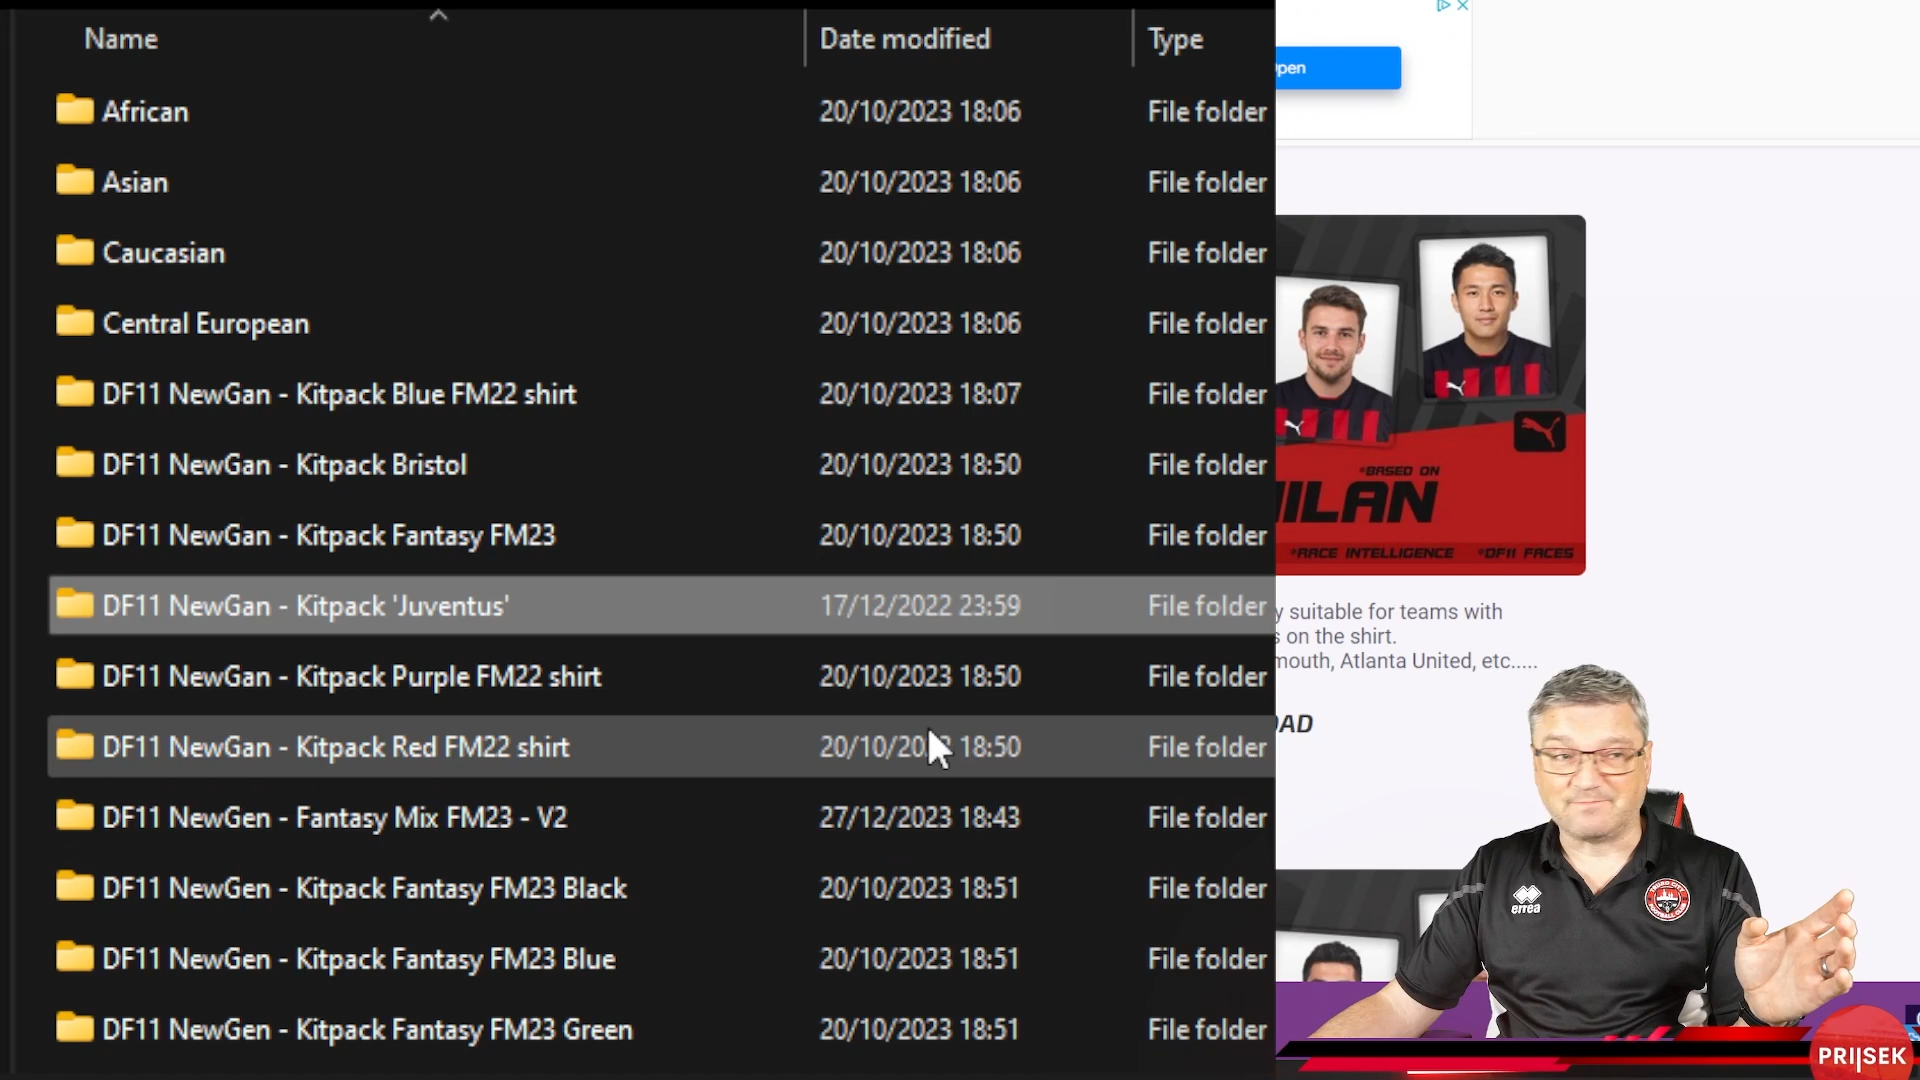 Name Date modified Type
African 20/10/2023 18:06 File folder
Asian 20/10/2023 18:06 File folder
Caucasian 20/10/2023 18:06 File folder
Central European 20/10/2023 18:06 File folder
DF11 NewGan - Kitpack Blue FM22 shirt 20/10/2023 18:07 File folder
DF11 NewGan - Kitpack Bristol 20/10/2023 18:50 File folder
DF11 NewGan - Kitpack Fantasy FM23 20/10/2023 18:50 File folder
DF11 NewGan - Kitpack 'Juventus' 17/12/2022 23:59 File folder
DF11 NewGan - Kitpack Purple FM22 shirt 20/10/2023 18:50 File folder
DF11 NewGan - Kitpack Red FM22 shirt 18:50 File folder
DF11 NewGen - Fantasy Mix FM23 - V2 27/12/2023 18:43 File folder
DF11 NewGen - Kitpack Fantasy FM23 Black 20/10/2023 18:51 File folder
DF11 NewGen - Kitpack Fantasy FM23 Blue 20/10/2023 18:51 File folder
DF11 NewGen - Kitpack Fantasy FM23 Green 20/10/2023 18:51 File folder
pen
*BASED ON
ILAN
*RACE INTELLIGENCE *DF11 FACES
y suitable for teams with
s on the shirt.
mouth, Atlanta United, etc.....
AD
errea
PRIJSEK